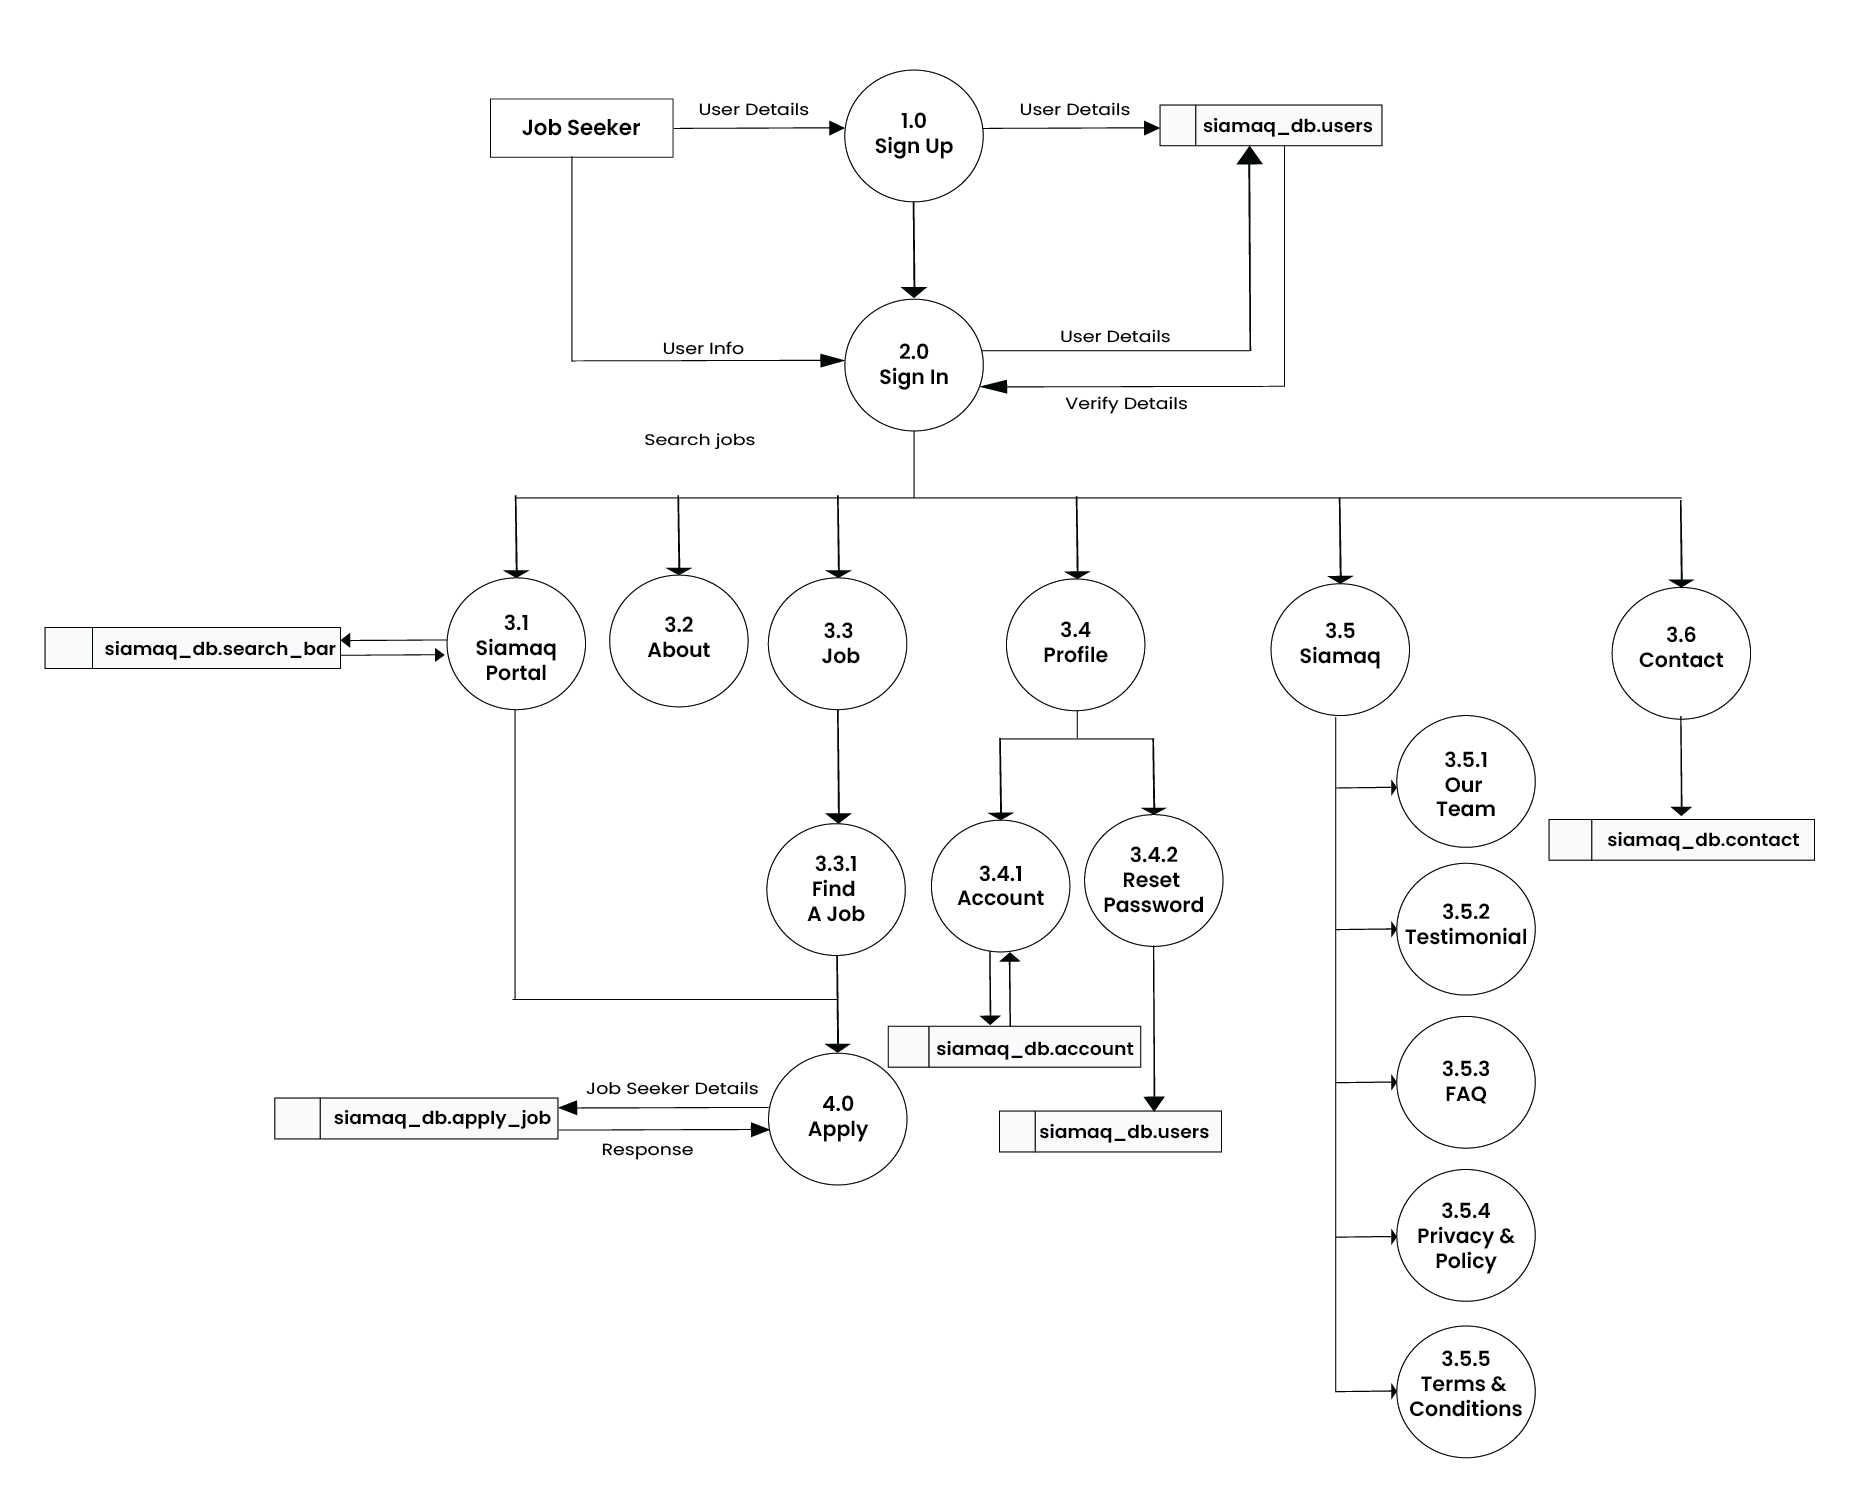 User Details
User Details
Job Seeker
1.0
Sign Up
siamaq_db.users
User Info
2.0
Sign In
User Details
Verify Details
Search jobs
3.1
Siamaq
Portal
siamaq_db.search_bar
3.2
About
3.3
Job
3.4
Profile
3.5
Siamaq
3.6
Contact
3.3.1
Find
A Job
3.4.1
Account
3.4.2
Reset
Password
3.5.1
Our
Team
siamaq_db.contact
3.5.2
Testimonial
siamaq_db.account
3.5.3
FAQ
Job Seeker Details
siamaq_db.apply_job
Response
4.0
Apply
siamaq_db.users
3.5.4
Privacy &
Policy
3.5.5
Terms &
Conditions